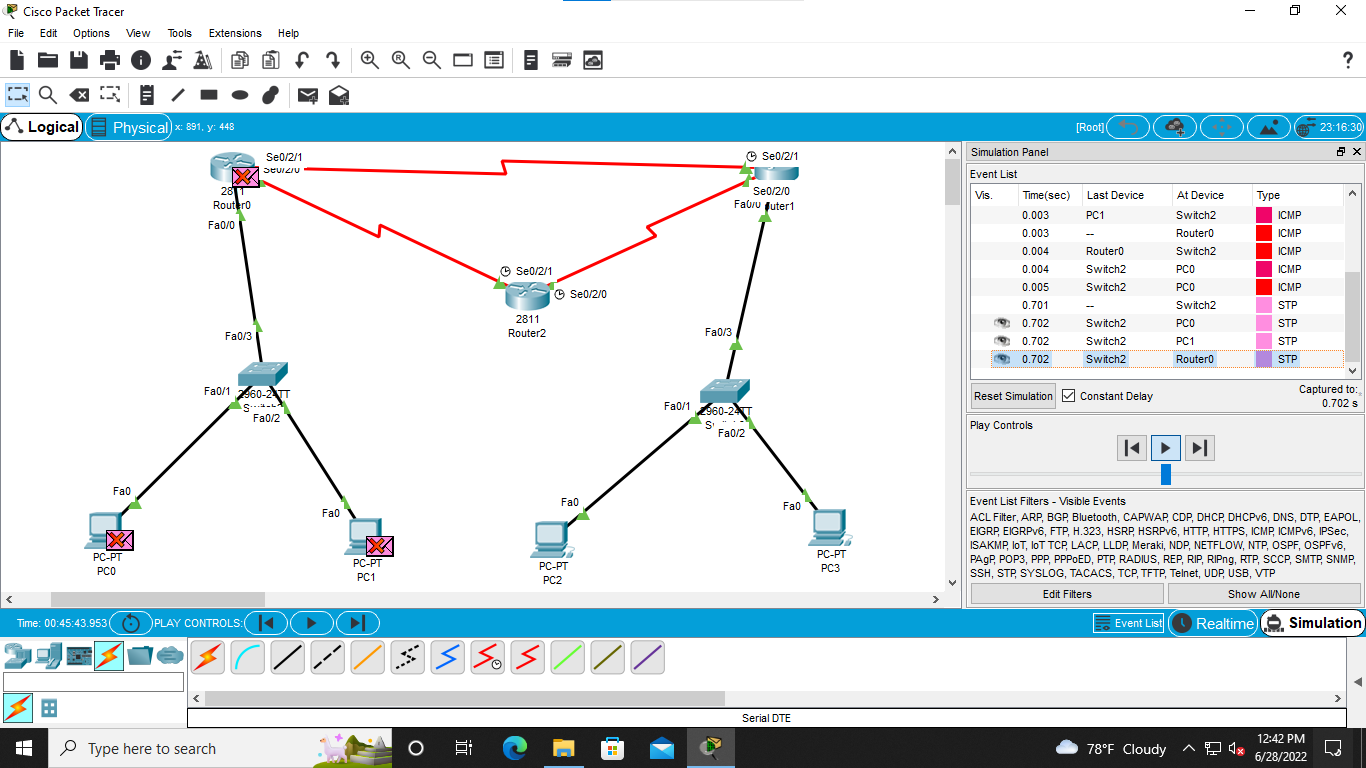 Cisco Packet Tracer
File Edit Options View Tools Extensions Help
?
Logical Physical x: 891, y: 448 [Root] 23:16:30
Se0/2/1
Se0/2/0
2811
Router0
Fa0/0
Se0/2/1
Se0/2/0
Fa0/0
Se0/2/1
Se0/2/0
2811
Router2
Fa0/3
Fa0/1
2960-24TT
Fa0/2
Fa0/3
Fa0/1
2960-24TT
Fa0/2
Fa0
PC-PT
PC0
Fa0
PC-PT
PC1
Fa0
PC-PT
PC2
Fa0
PC-PT
PC3
Simulation Panel
Event List
Vis. Time(sec) Last Device At Device Type
0.003 PC1 Switch2 ICMP
0.003 -- Router0 ICMP
0.004 Router0 Switch2 ICMP
0.004 Switch2 PC0 ICMP
0.005 Switch2 PC0 ICMP
0.701 -- Switch2 STP
0.702 Switch2 PC0 STP
0.702 Switch2 PC1 STP
0.702 Switch2 Router0 STP
Reset Simulation Constant Delay Captured to:
0.702 s
Play Controls
Event List Filters - Visible Events
ACL Filter, ARP, BGP, Bluetooth, CAPWAP, CDP, DHCP, DHCPv6, DNS, DTP, EAPOL,
EIGRP, EIGRPv6, FTP, H.323, HSRP, HSRPv6, HTTP, HTTPS, ICMP, ICMPv6, IPSec,
ISAKMP, IoT, IoT TCP, LACP, LLDP, Meraki, NDP, NETFLOW, NTP, OSPF, OSPFv6,
PAgP, POP3, PPP, PPPoED, PTP, RADIUS, REP, RIP, RIPng, RTP, SCCP, SMTP, SNMP,
SSH, STP, SYSLOG, TACACS, TCP, TFTP, Telnet, UDP, USB, VTP
Edit Filters Show All/None
Time: 00:45:43.953 PLAY CONTROLS: Event List Realtime Simulation
Serial DTE
Type here to search 78°F Cloudy 12:42 PM
6/28/2022